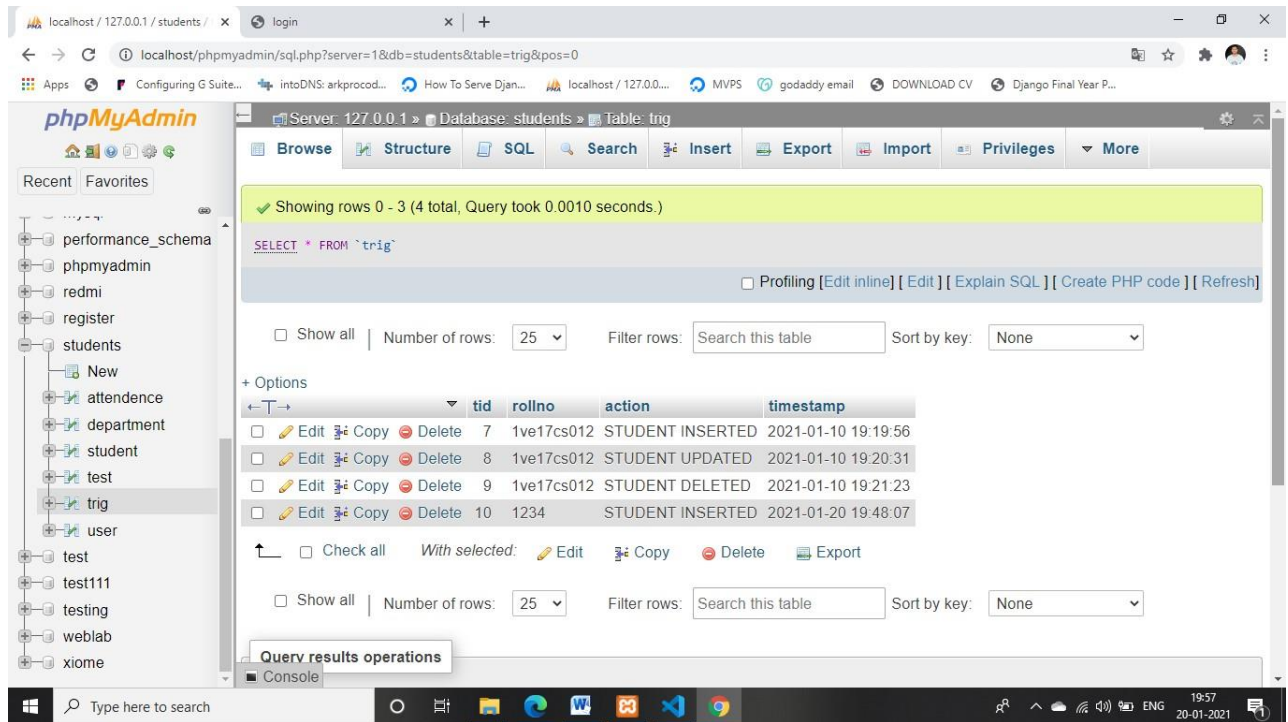 localhost / 127.0.0.1 / students /
login
localhost/phpmyadmin/sql.php?server=1&db=students&table=trig&pos=0
Apps Configuring G Suite... intoDNS: arkprocod... How To Serve Djan... localhost / 127.0.0.... MVPS godaddy email DOWNLOAD CV Django Final Year P...
phpMyAdmin
Recent Favorites
performance_schema
phpmyadmin
redmi
register
students
New
attendence
department
student
test
trig
user
test
test111
testing
weblab
xiome
Server: 127.0.0.1 » Database: students » Table: trig
Browse Structure SQL Search Insert Export Import Privileges More
Showing rows 0 - 3 (4 total, Query took 0.0010 seconds.)
SELECT * FROM `trig`
Profiling [Edit inline] [ Edit ] [ Explain SQL ] [ Create PHP code ] [ Refresh]
Show all | Number of rows: 25 Filter rows: Search this table Sort by key: None
+ Options
←T→ tid rollno action timestamp
Edit Copy Delete 7 1ve17cs012 STUDENT INSERTED 2021-01-10 19:19:56
Edit Copy Delete 8 1ve17cs012 STUDENT UPDATED 2021-01-10 19:20:31
Edit Copy Delete 9 1ve17cs012 STUDENT DELETED 2021-01-10 19:21:23
Edit Copy Delete 10 1234 STUDENT INSERTED 2021-01-20 19:48:07
Check all With selected: Edit Copy Delete Export
Show all | Number of rows: 25 Filter rows: Search this table Sort by key: None
Query results operations
Console
Type here to search
ENG
19:57
20-01-2021